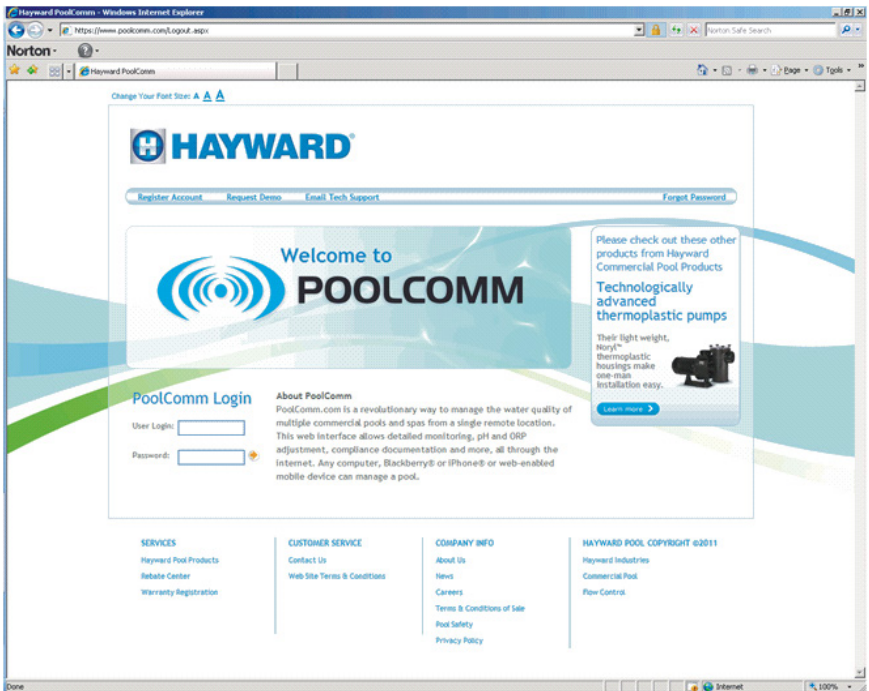 Hayward PoolComm - Windows Internet Explorer
https://www.poolcomm.com/Logout.aspx
Norton Safe Search
Norton
Hayward PoolComm
Page
Tools
Change Your Font Size: A A A
H HAYWARD®
Register Account Request Demo Email Tech Support Forgot Password
Welcome to
POOLCOMM
Please check out these other
products from Hayward
Commercial Pool Products
Technologically
advanced
thermoplastic pumps
Their light weight,
Noryl™
thermoplastic
housings make
one-man
installation easy.
Learn more
PoolComm Login
User Login:
Password:
About PoolComm
PoolComm.com is a revolutionary way to manage the water quality of
multiple commercial pools and spas from a single remote location.
This web interface allows detailed monitoring, pH and ORP
adjustment, compliance documentation and more, all through the
internet. Any computer, Blackberry® or iPhone® or web-enabled
mobile device can manage a pool.
SERVICES
Hayward Pool Products
Rebate Center
Warranty Registration
CUSTOMER SERVICE
Contact Us
Web Site Terms & Conditions
COMPANY INFO
About Us
News
Careers
Terms & Conditions of Sale
Pool Safety
Privacy Policy
HAYWARD POOL COPYRIGHT ©2011
Hayward Industries
Commercial Pool
Flow Control
Done
Internet
100%